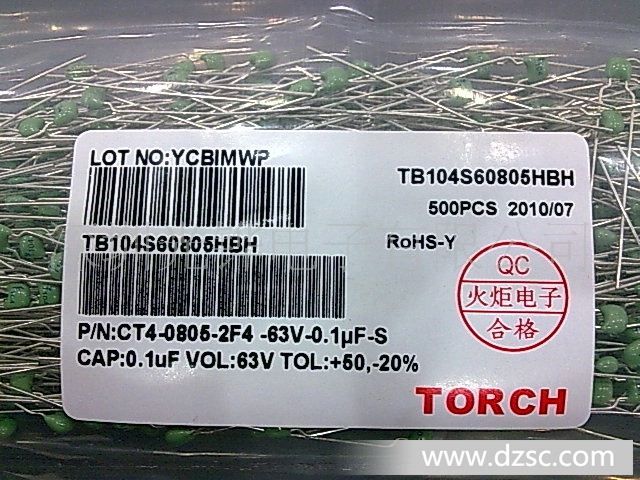 LOT NO:YCBIMWP
TB104S60805HBH
500PCS 2010/07
TB104S60805HBH
RoHS-Y
QC
火炬电子
合格
P/N:CT4-0805-2F4 -63V-0.1μF-S
CAP:0.1uF VOL:63V TOL:+50,-20%
TORCH
www.dzsc.com